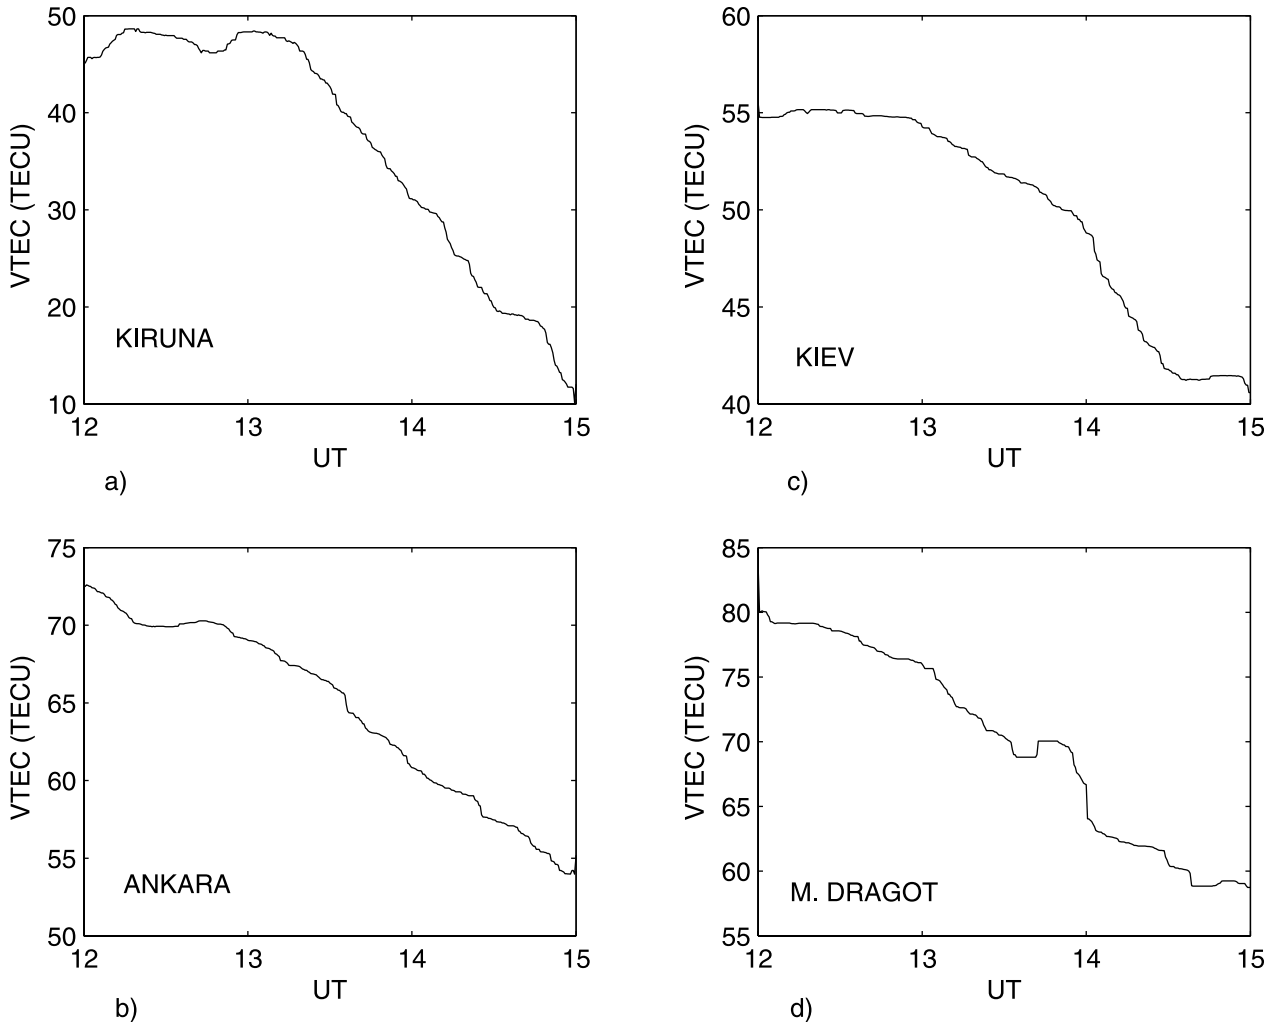 50
40
30
20
10
VTEC (TECU)
KIRUNA
12 13 14 15
UT
a)
60
55
50
45
40
VTEC (TECU)
KIEV
12 13 14 15
UT
c)
75
70
65
60
55
50
VTEC (TECU)
ANKARA
12 13 14 15
UT
b)
85
80
75
70
65
60
55
VTEC (TECU)
M. DRAGOT
12 13 14 15
UT
d)